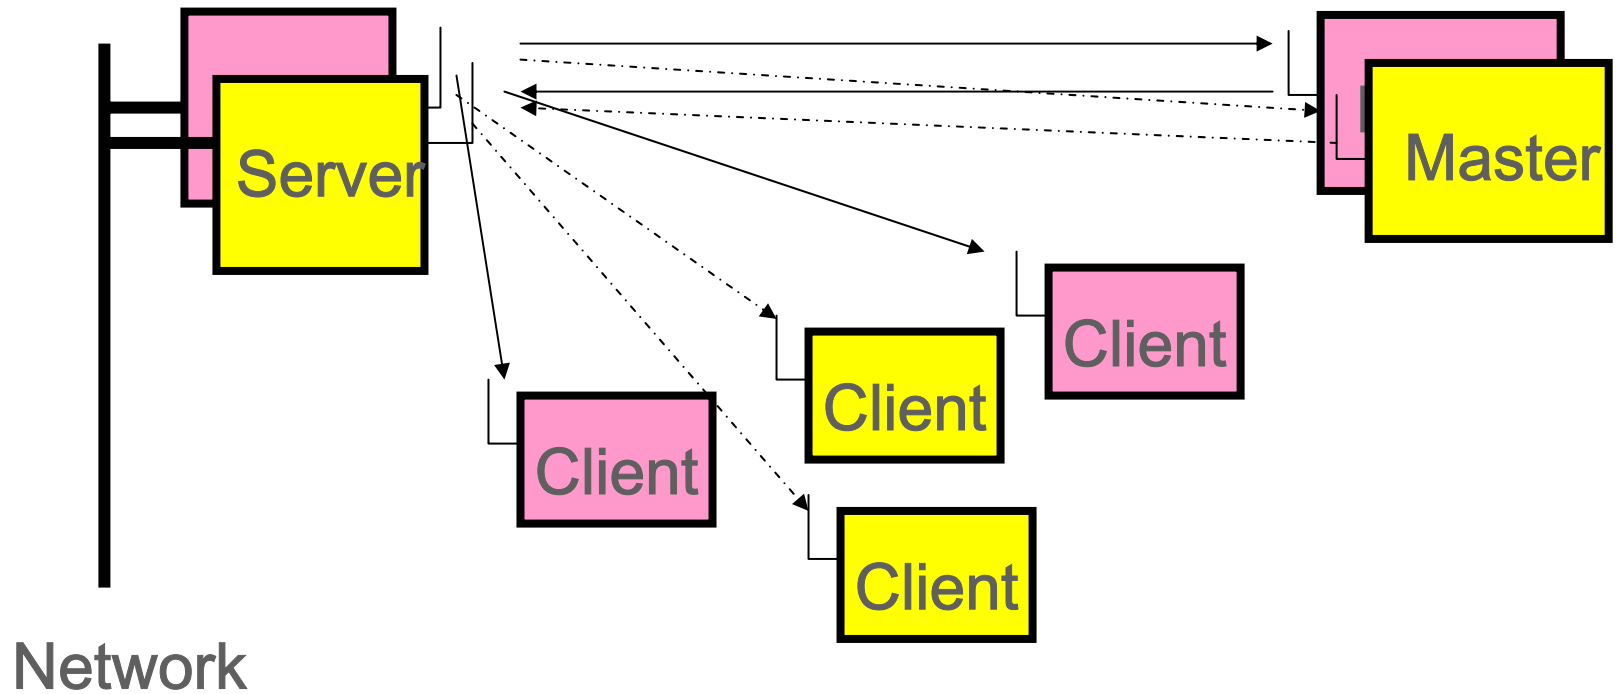 Server
Master
Client
Client
Client
Client
Network